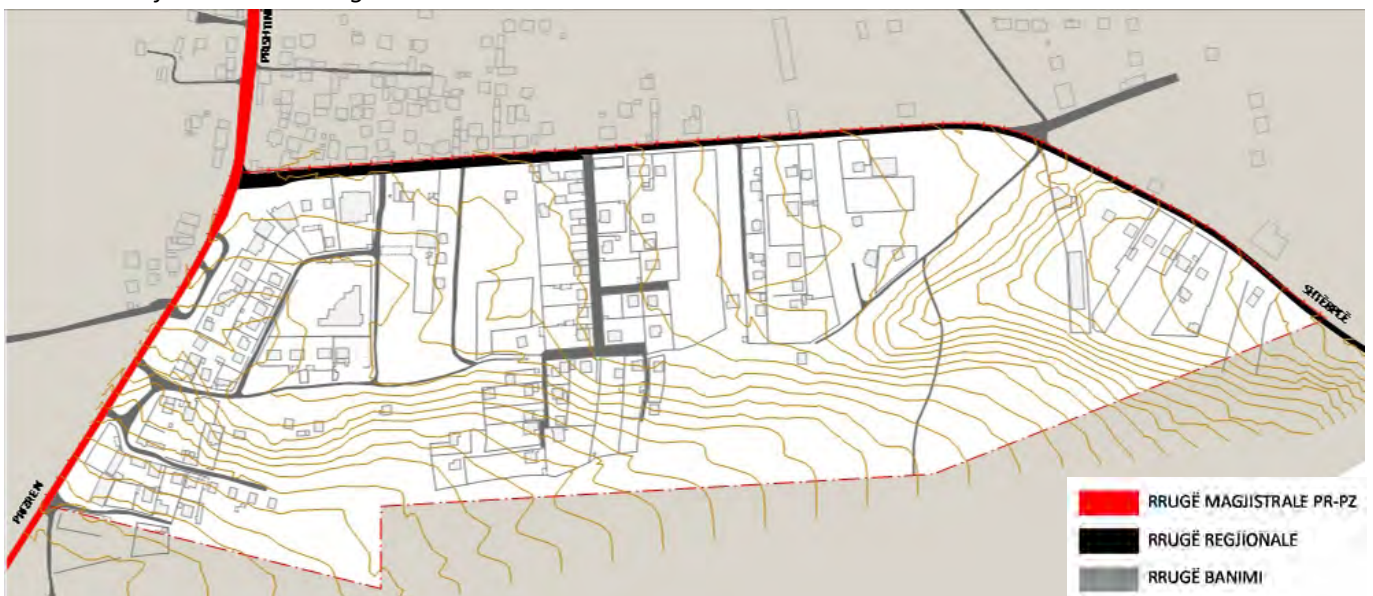 PRISHTINË
SHTËRPCË
PRIZREN
RRUGË MAGJISTRALE PR-PZ
RRUGË REGJIONALE
RRUGË BANIMI